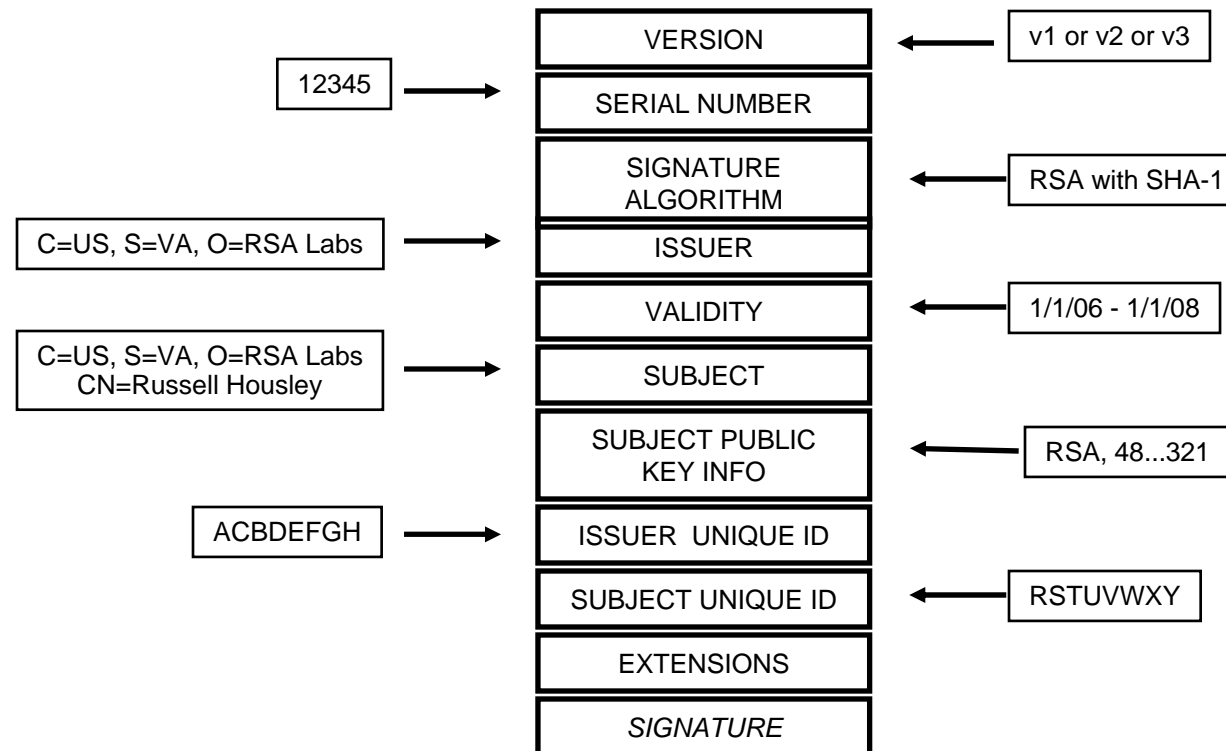 VERSION
v1 or v2 or v3
12345
SERIAL NUMBER
SIGNATURE
ALGORITHM
RSA with SHA-1
C=US, S=VA, O=RSA Labs
ISSUER
VALIDITY
1/1/06 - 1/1/08
C=US, S=VA, O=RSA Labs
CN=Russell Housley
SUBJECT
SUBJECT PUBLIC
KEY INFO
RSA, 48...321
ACBDEFGH
ISSUER UNIQUE ID
SUBJECT UNIQUE ID
RSTUVWXY
EXTENSIONS
SIGNATURE